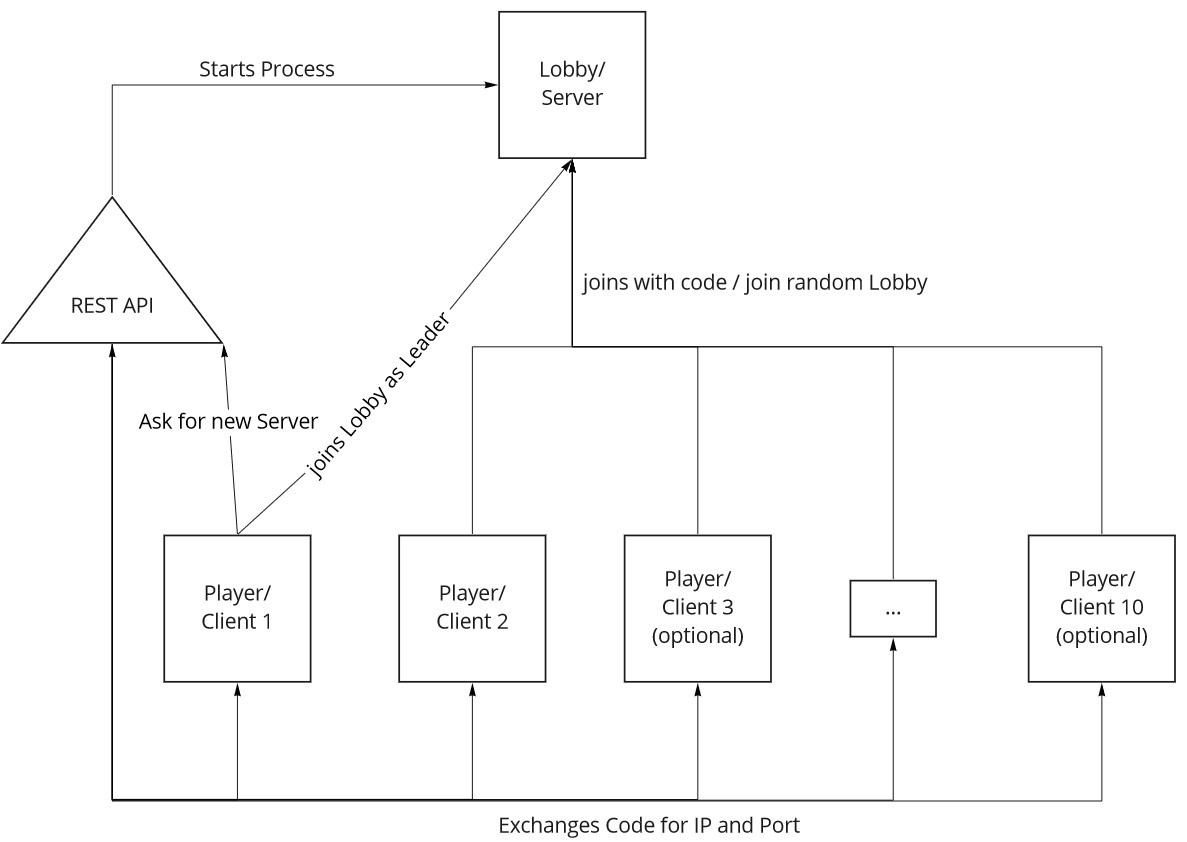 Lobby/
Server
Starts Process
joins with code / join random Lobby
REST API
joins Lobby as Leader
Ask for new Server
Player/
Client 1
Player/
Client 2
Player/
Client 3
(optional)
...
Player/
Client 10
(optional)
Exchanges Code for IP and Port